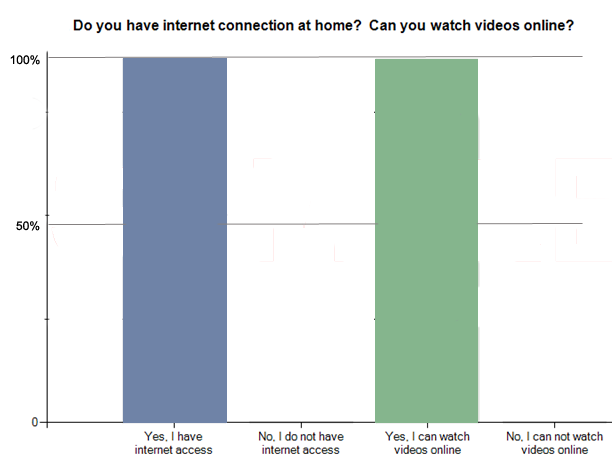 Do you have internet connection at home?  Can you watch videos online?
100%
50%
0
Yes, I have
internet access
No, I do not have
internet access
Yes, I can watch
videos online
No, I can not watch
videos online